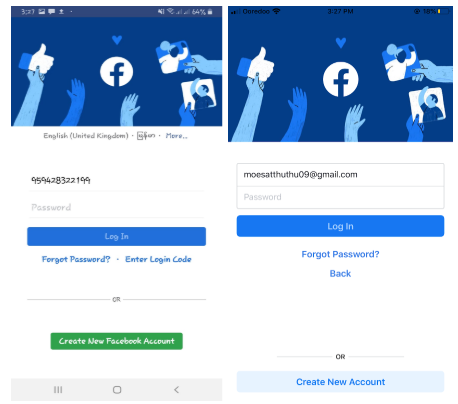 3:27
64%
English (United Kingdom) · မြန်မာ · More...
959428322199
Password
Log In
Forgot Password? · Enter Login Code
OR
Create New Facebook Account
Ooredoo
3:27 PM
18%
moesatthuthu09@gmail.com
Password
Log In
Forgot Password?
Back
OR
Create New Account